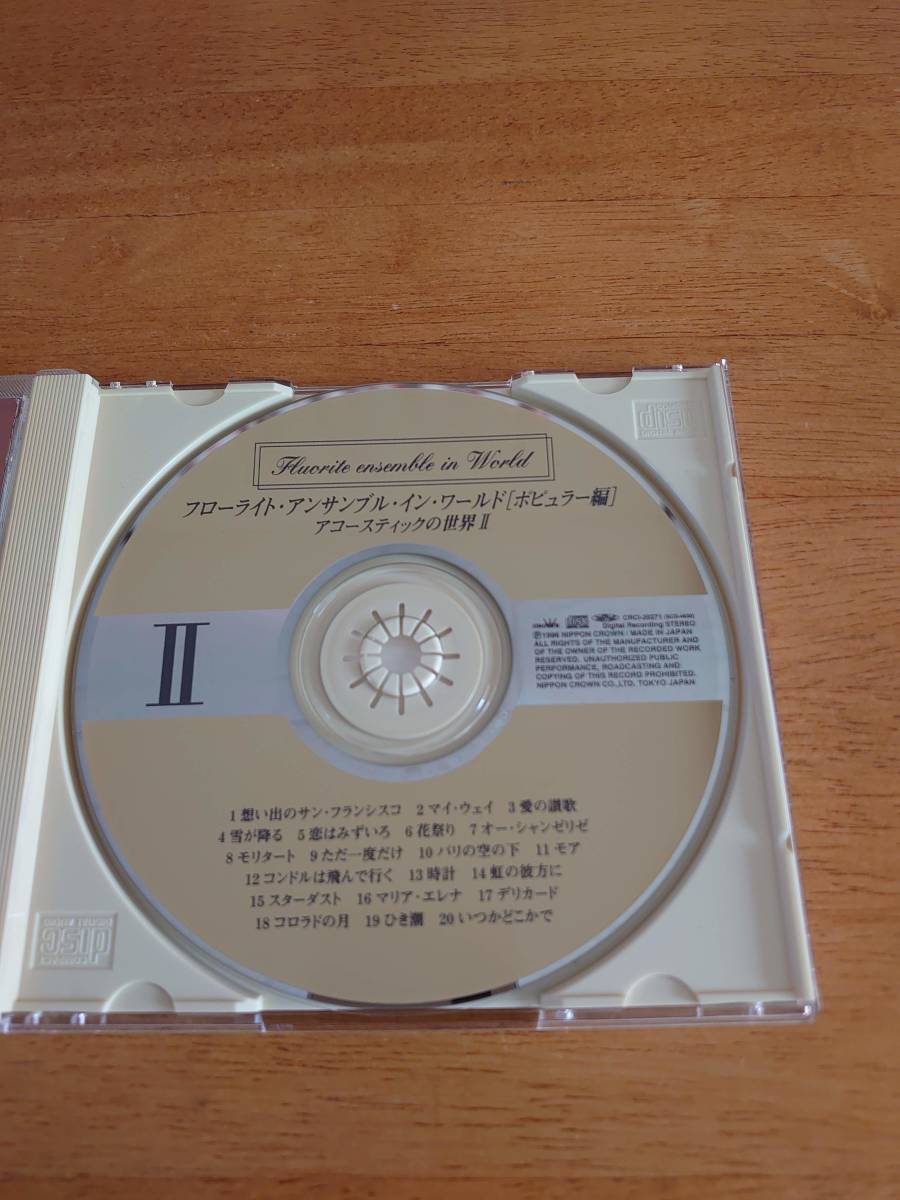 COMPACT
disc
DIGITAL AUDIO
Fluorite ensemble in World
フローライト・アンサンブル・イン・ワールド[ポピュラー編]
アコースティックの世界 II
II
Digital Recording STEREO
℗1996 NIPPON CROWN / MADE IN JAPAN
ALL RIGHTS OF THE MANUFACTURER AND
OF THE OWNER OF THE RECORDED WORK
RESERVED. UNAUTHORIZED PUBLIC
PERFORMANCE, BROADCASTING AND
COPYING OF THIS RECORD PROHIBITED.
NIPPON CROWN CO., LTD. TOKYO JAPAN
1 想い出のサン・フランシスコ 2 マイ・ウェイ 3 愛の讃歌
4 雪が降る 5 恋はみずいろ 6 花祭り 7 オー・シャンゼリゼ
8 モリタート 9 ただ一度だけ 10 パリの空の下 11 モア
12 コンドルは飛んで行く 13 時計 14 虹の彼方に
15 スターダスト 16 マリア・エレナ 17 デリカード
18 コロラドの月 19 ひき潮 20 いつかどこかで
COMPACT
disc
DIGITAL AUDIO